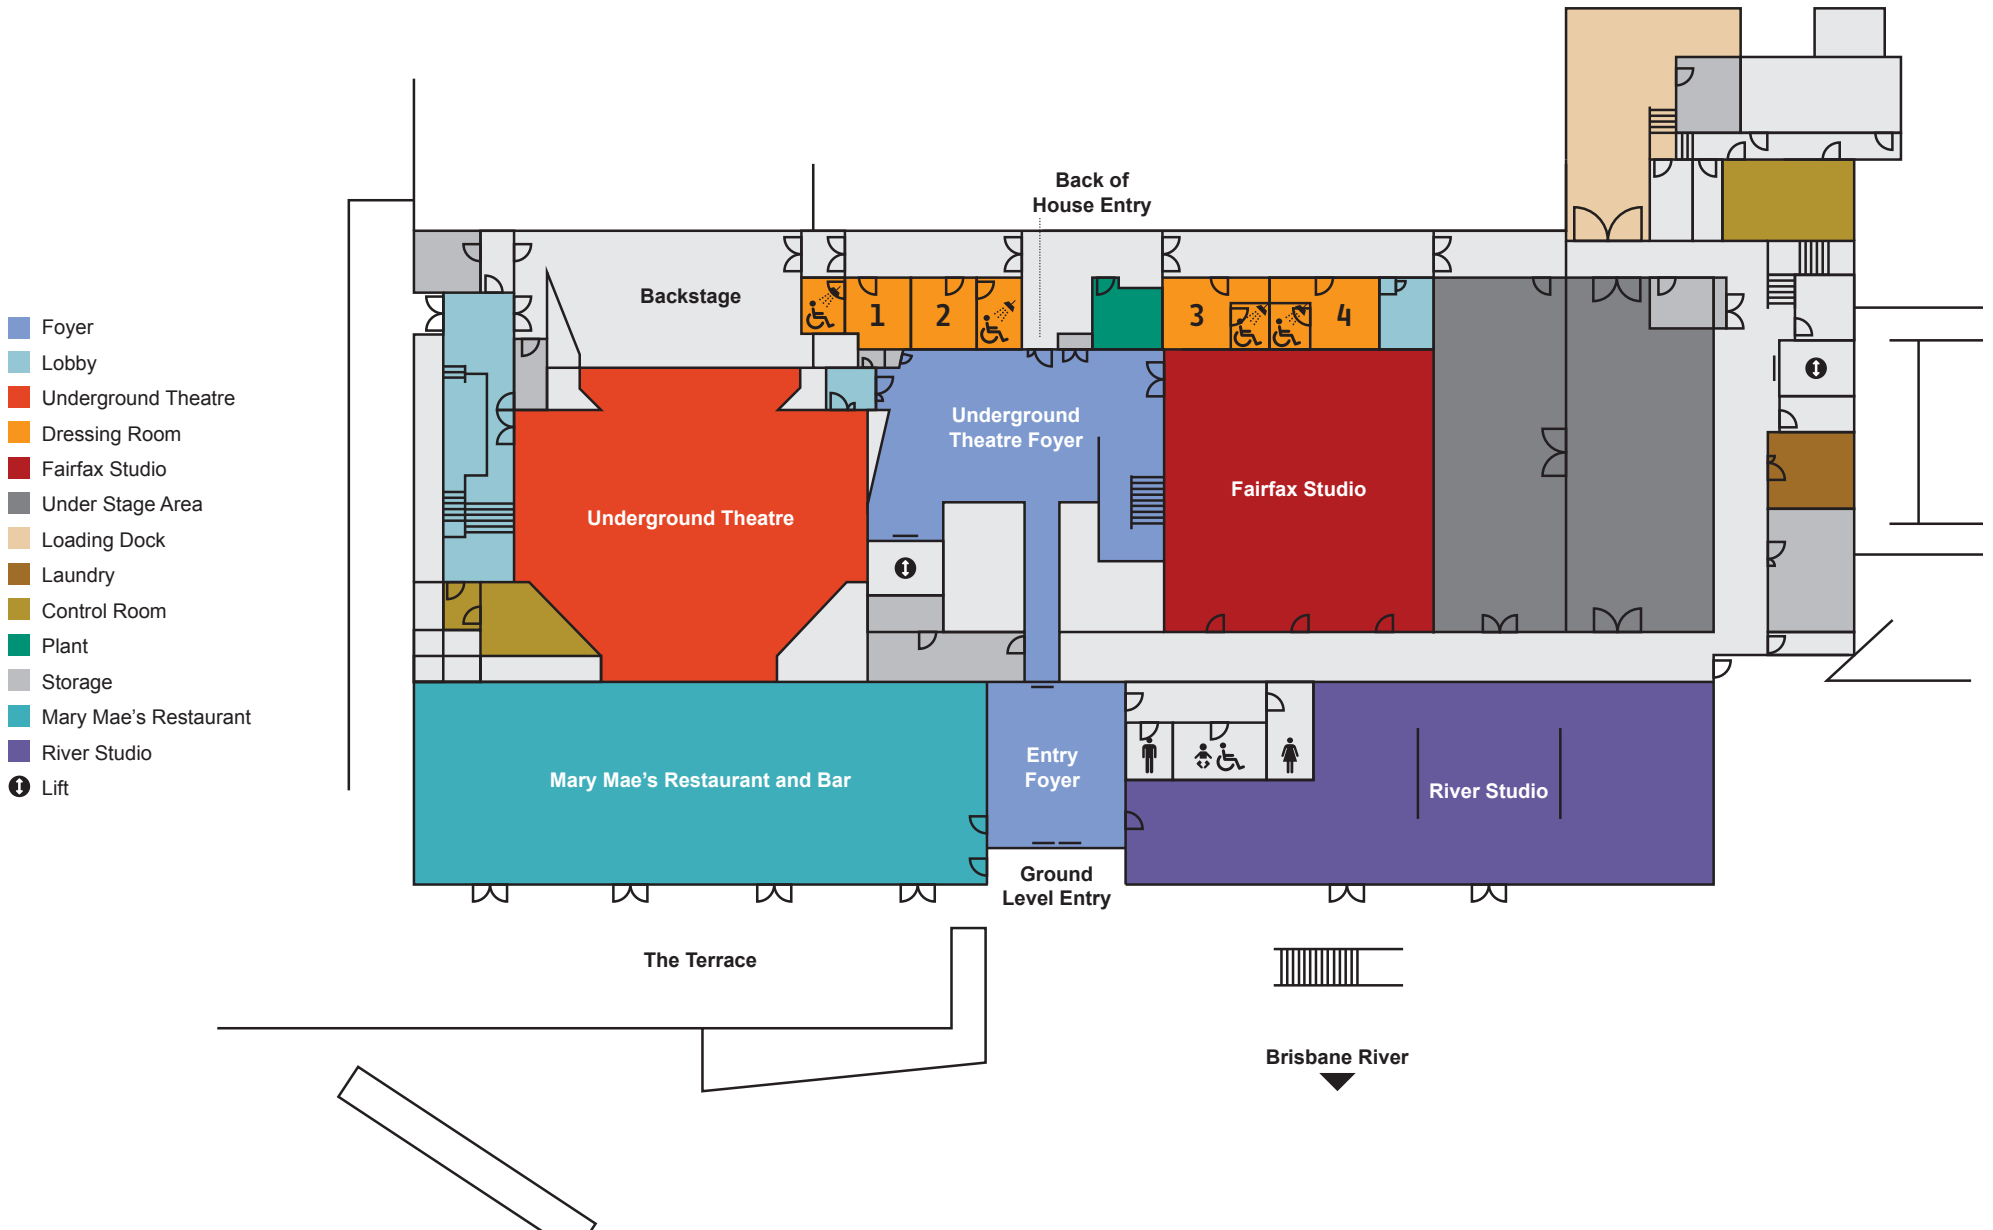 Back of
House Entry
Backstage
1
2
3
4
Foyer
Lobby
Underground Theatre
Dressing Room
Fairfax Studio
Under Stage Area
Loading Dock
Laundry
Control Room
Plant
Storage
Mary Mae's Restaurant
River Studio
Lift
Underground
Theatre Foyer
Fairfax Studio
Underground Theatre
Mary Mae's Restaurant and Bar
Entry
Foyer
River Studio
Ground
Level Entry
The Terrace
Brisbane River